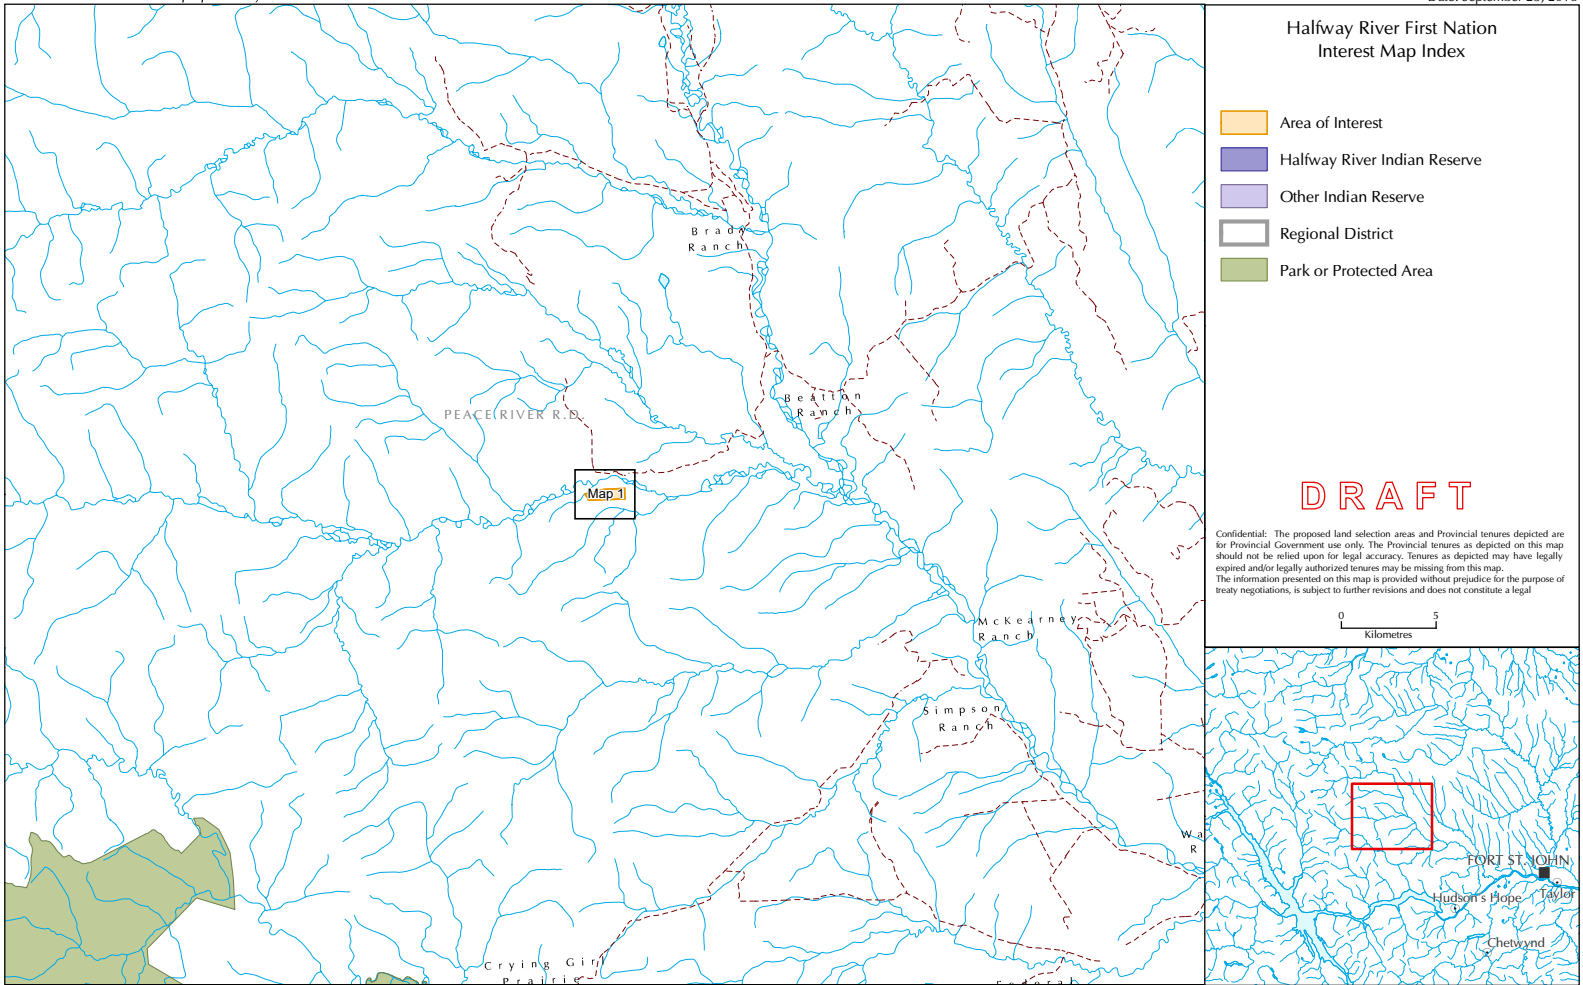 Halfway River First Nation
Interest Map Index
Area of Interest
Halfway River Indian Reserve
Other Indian Reserve
Regional District
Park or Protected Area
DRAFT
Confidential: The proposed land selection areas and Provincial tenures depicted are
for Provincial Government use only. The Provincial tenures as depicted on this map
should not be relied upon for legal accuracy. Tenures as depicted may have legally
expired and/or legally authorized tenures may be missing from this map.
The information presented on this map is provided without prejudice for the purpose of
treaty negotiations, is subject to further revisions and does not constitute a legal
0 5
Kilometres
Brady
Ranch
Beatton
Ranch
PEACE RIVER R.D.
Map 1
McKearney
Ranch
Simpson
Ranch
Wa
R
Crying Girl
Prairie
Federal
FORT ST. JOHN
Hudson's Hope
Taylor
Chetwynd